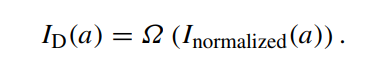 I_D(a) = Ω (I_normalized(a)).